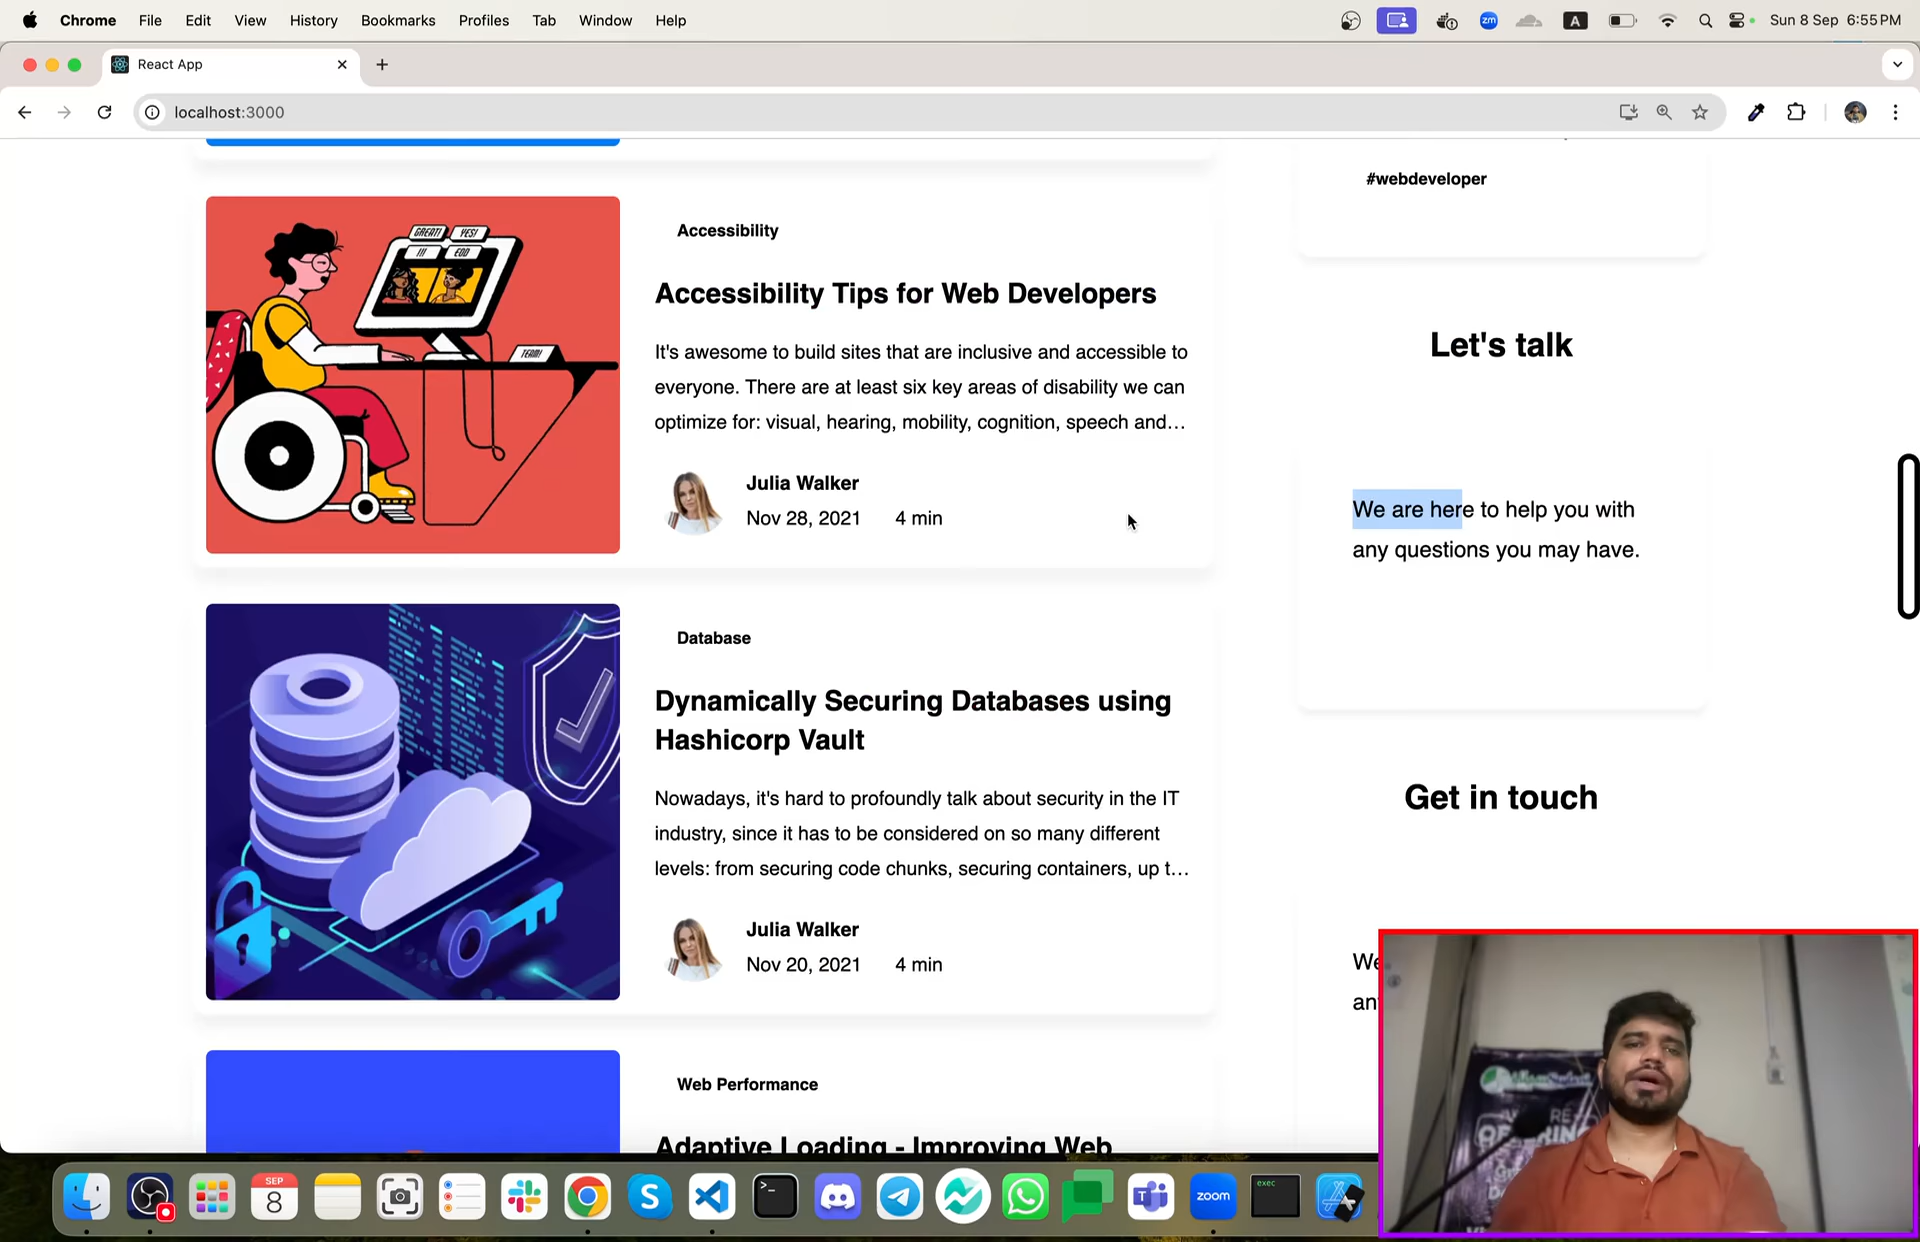 Chrome File Edit View History Bookmarks Profiles Tab Window Help
zm A Sun 8 Sep 6:55 PM
React App
localhost:3000
#webdeveloper
GREAT! YES!
TEAM!
Accessibility
Accessibility Tips for Web Developers
It's awesome to build sites that are inclusive and accessible to
everyone. There are at least six key areas of disability we can
optimize for: visual, hearing, mobility, cognition, speech and...
Julia Walker
Nov 28, 2021 4 min
Let's talk
We are here to help you with
any questions you may have.
Database
Dynamically Securing Databases using
Hashicorp Vault
Nowadays, it's hard to profoundly talk about security in the IT
industry, since it has to be considered on so many different
levels: from securing code chunks, securing containers, up t...
Julia Walker
Nov 20, 2021 4 min
Get in touch
We
an
Web Performance
Adaptive Loading - Improving Web
SEP
8
zoom
exec